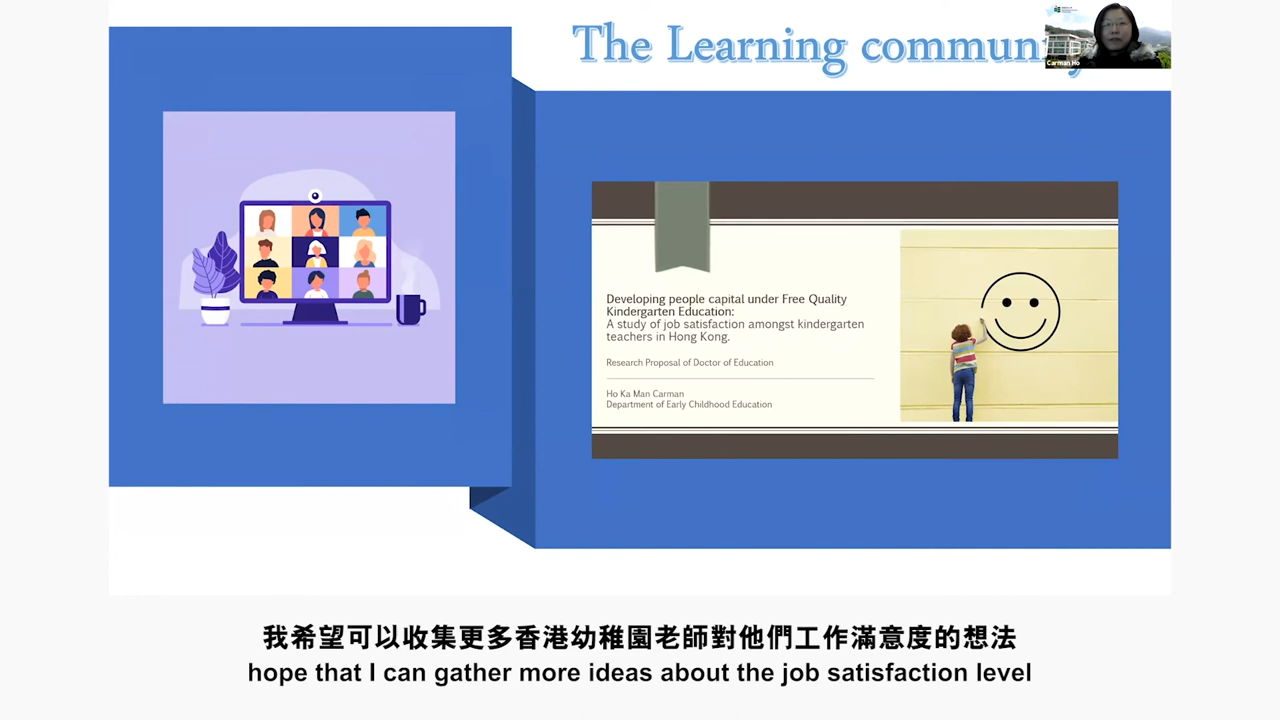 The Learning commun
Carman Ho
Developing people capital under Free Quality
Kindergarten Education:
A study of job satisfaction amongst kindergarten
teachers in Hong Kong.
Research Proposal of Doctor of Education
Ho Ka Man Carman
Department of Early Childhood Education
我希望可以收集更多香港幼稚園老師對他們工作滿意度的想法
hope that I can gather more ideas about the job satisfaction level